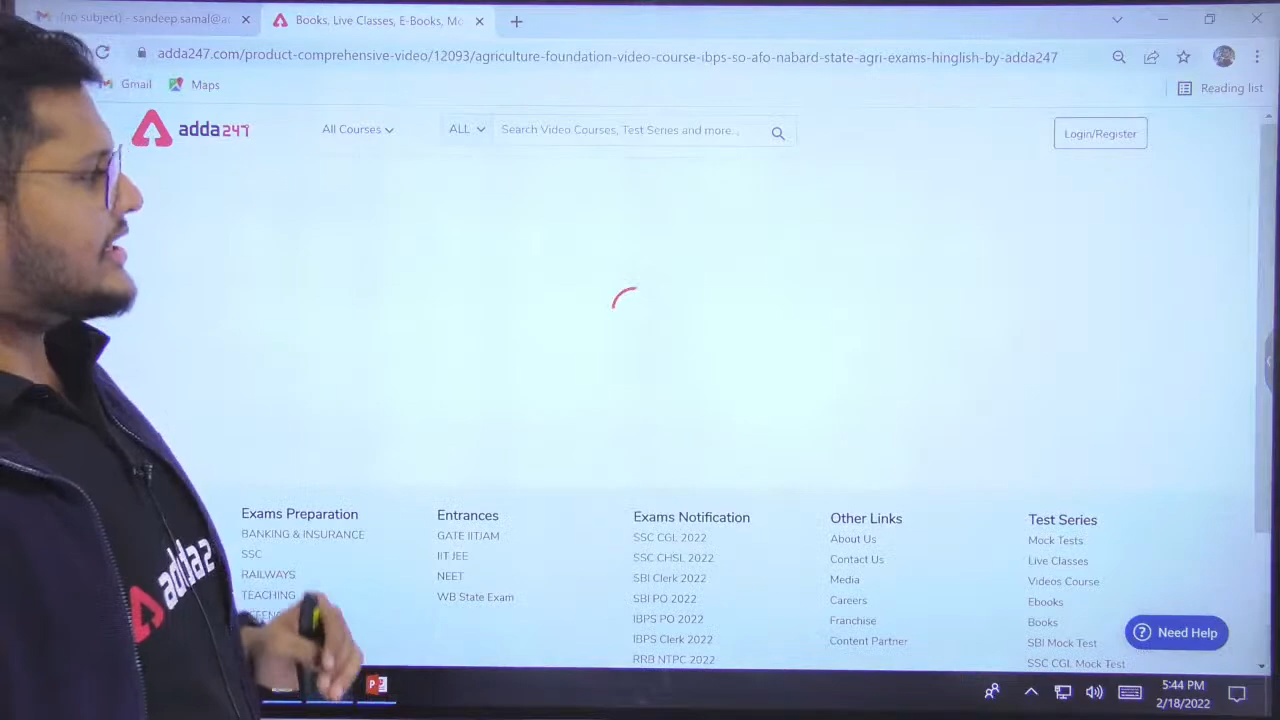 (no subject) - sandeep.samal@a
Books, Live Classes, E-Books, Mo
adda247.com/product-comprehensive-video/12093/agriculture-foundation-video-course-ibps-so-afo-nabard-state-agri-exams-hinglish-by-adda247
Gmail
Maps
Reading list
adda247
All Courses
ALL
Search Video Courses, Test Series and more..
Login/Register
Exams Preparation
BANKING & INSURANCE
SSC
RAILWAYS
TEACHING
Entrances
GATE IITJAM
IIT JEE
NEET
WB State Exam
Exams Notification
SSC CGL 2022
SSC CHSL 2022
SBI Clerk 2022
SBI PO 2022
IBPS PO 2022
IBPS Clerk 2022
RRB NTPC 2022
Other Links
About Us
Contact Us
Media
Careers
Franchise
Content Partner
Test Series
Mock Tests
Live Classes
Videos Course
Ebooks
Books
SBI Mock Test
SSC CGL Mock Test
Need Help
adda2
5:44 PM
2/18/2022